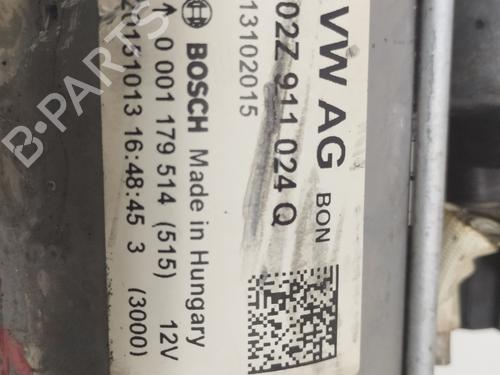 VW AG BON
02Z 911 024 Q
13102015
BOSCH Made in Hungary
0 001 179 514 (515) 12V
20151013 16:48:45 3 (3000)
B-PARTS